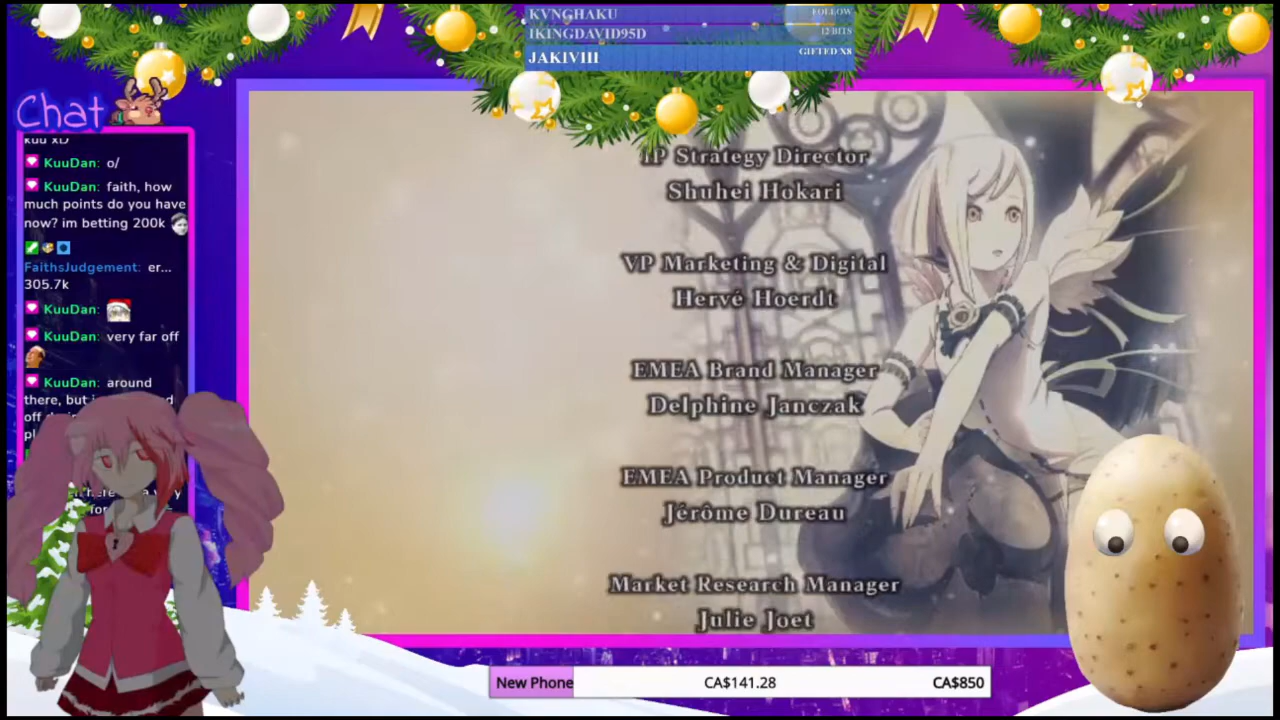 KVNGHAKU
FOLLOW
IKINGDAVID95D
12 BITS
JAKIVIII
GIFTED X8
Chat
kuu xD
KuuDan: o/
KuuDan: faith, how
much points do you have
now? im betting 200k
FaithsJudgement: er...
305.7k
KuuDan:
KuuDan: very far off
KuuDan: around
there, but
off
IP Strategy Director
Shuhei Hokari
VP Marketing & Digital
Hervé Hoerdt
EMEA Brand Manager
Delphine Janczak
EMEA Product Manager
Jérôme Dureau
Market Research Manager
Julie Joet
New Phone
CA$141.28
CA$850